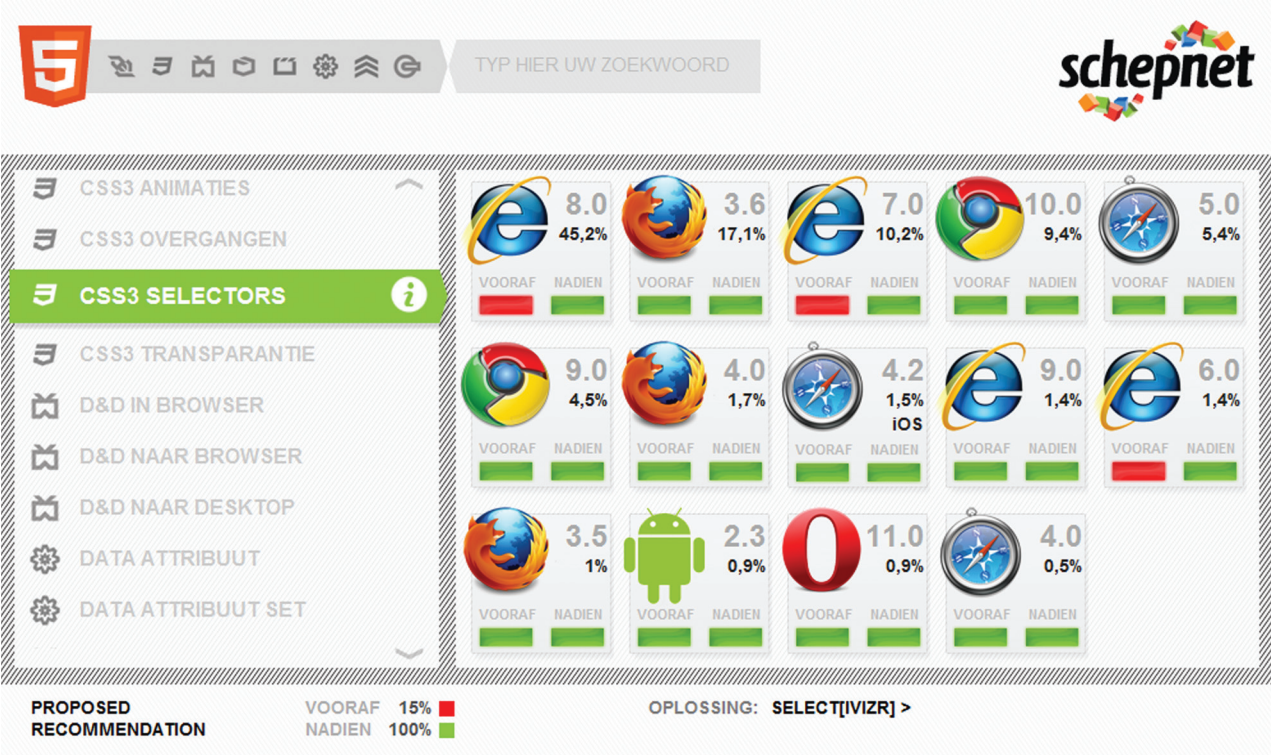 5
TYP HIER UW ZOEKWOORD
schepnet
CSS3 ANIMATIES
CSS3 OVERGANGEN
CSS3 SELECTORS
i
CSS3 TRANSPARANTIE
D&D IN BROWSER
D&D NAAR BROWSER
D&D NAAR DESKTOP
DATA ATTRIBUUT
DATA ATTRIBUUT SET
8.0
45,2%
VOORAF NADIEN
3.6
17,1%
VOORAF NADIEN
7.0
10,2%
VOORAF NADIEN
10.0
9,4%
VOORAF NADIEN
5.0
5,4%
VOORAF NADIEN
9.0
4,5%
VOORAF NADIEN
4.0
1,7%
VOORAF NADIEN
4.2
1,5%
iOS
VOORAF NADIEN
9.0
1,4%
VOORAF NADIEN
6.0
1,4%
VOORAF NADIEN
3.5
1%
VOORAF NADIEN
2.3
0,9%
VOORAF NADIEN
11.0
0,9%
VOORAF NADIEN
4.0
0,5%
VOORAF NADIEN
PROPOSED
RECOMMENDATION
VOORAF 15%
NADIEN 100%
OPLOSSING: SELECT[IVIZR] >